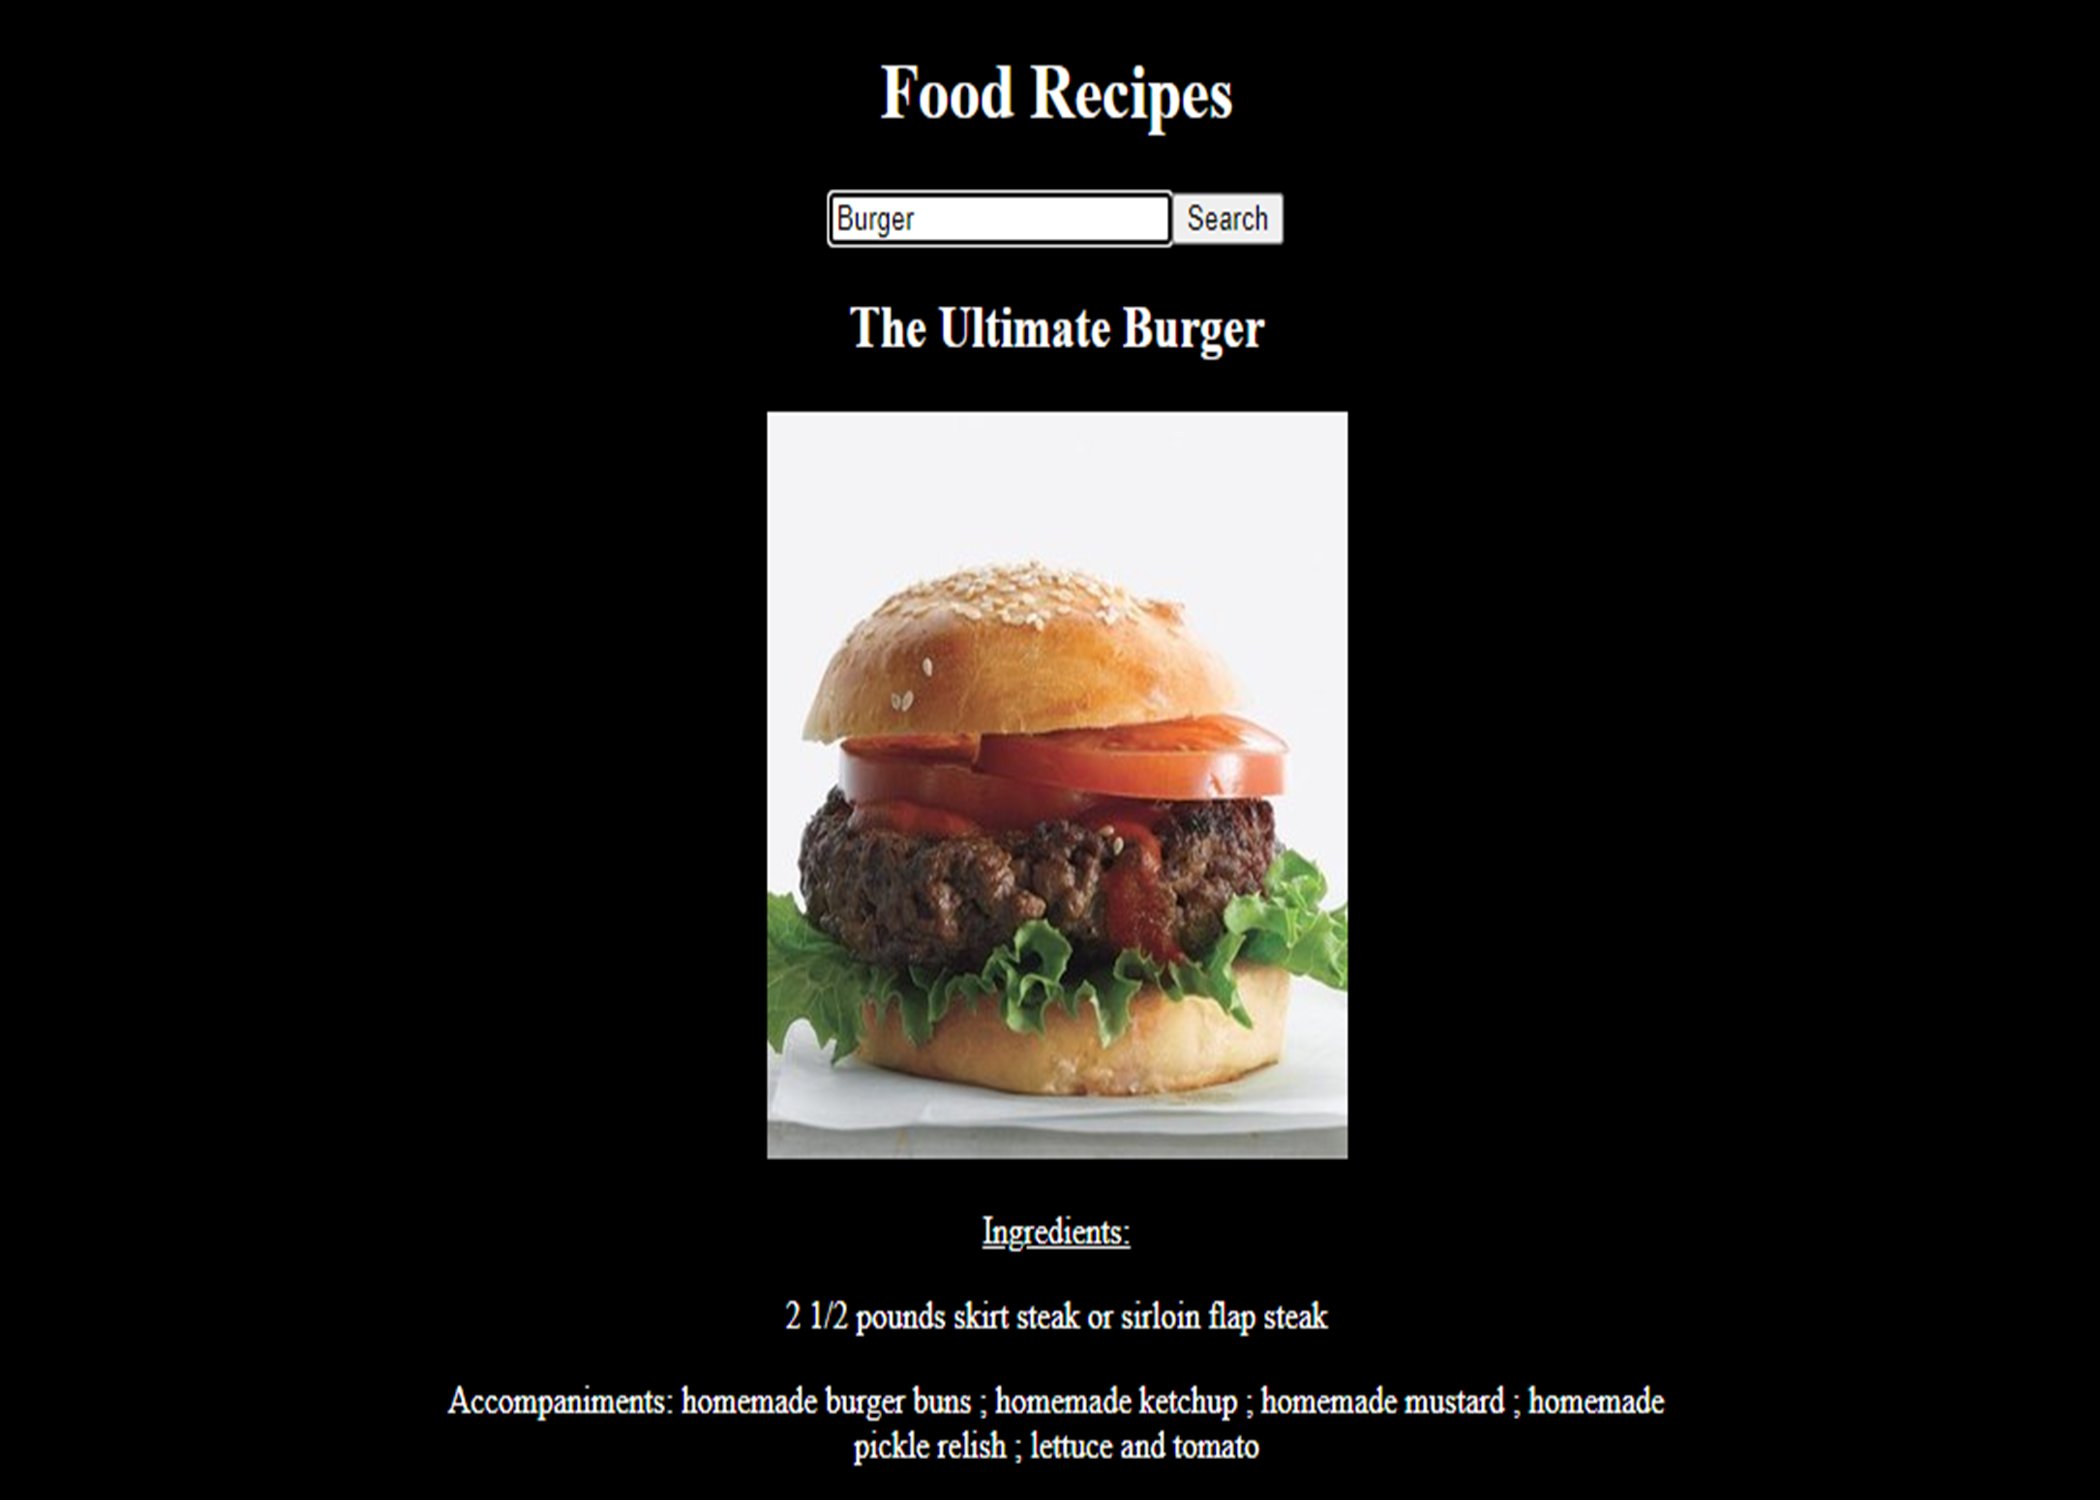 Food Recipes
Burger
Search
The Ultimate Burger
Ingredients:
2 1/2 pounds skirt steak or sirloin flap steak
Accompaniments: homemade burger buns ; homemade ketchup ; homemade mustard ; homemade
pickle relish ; lettuce and tomato